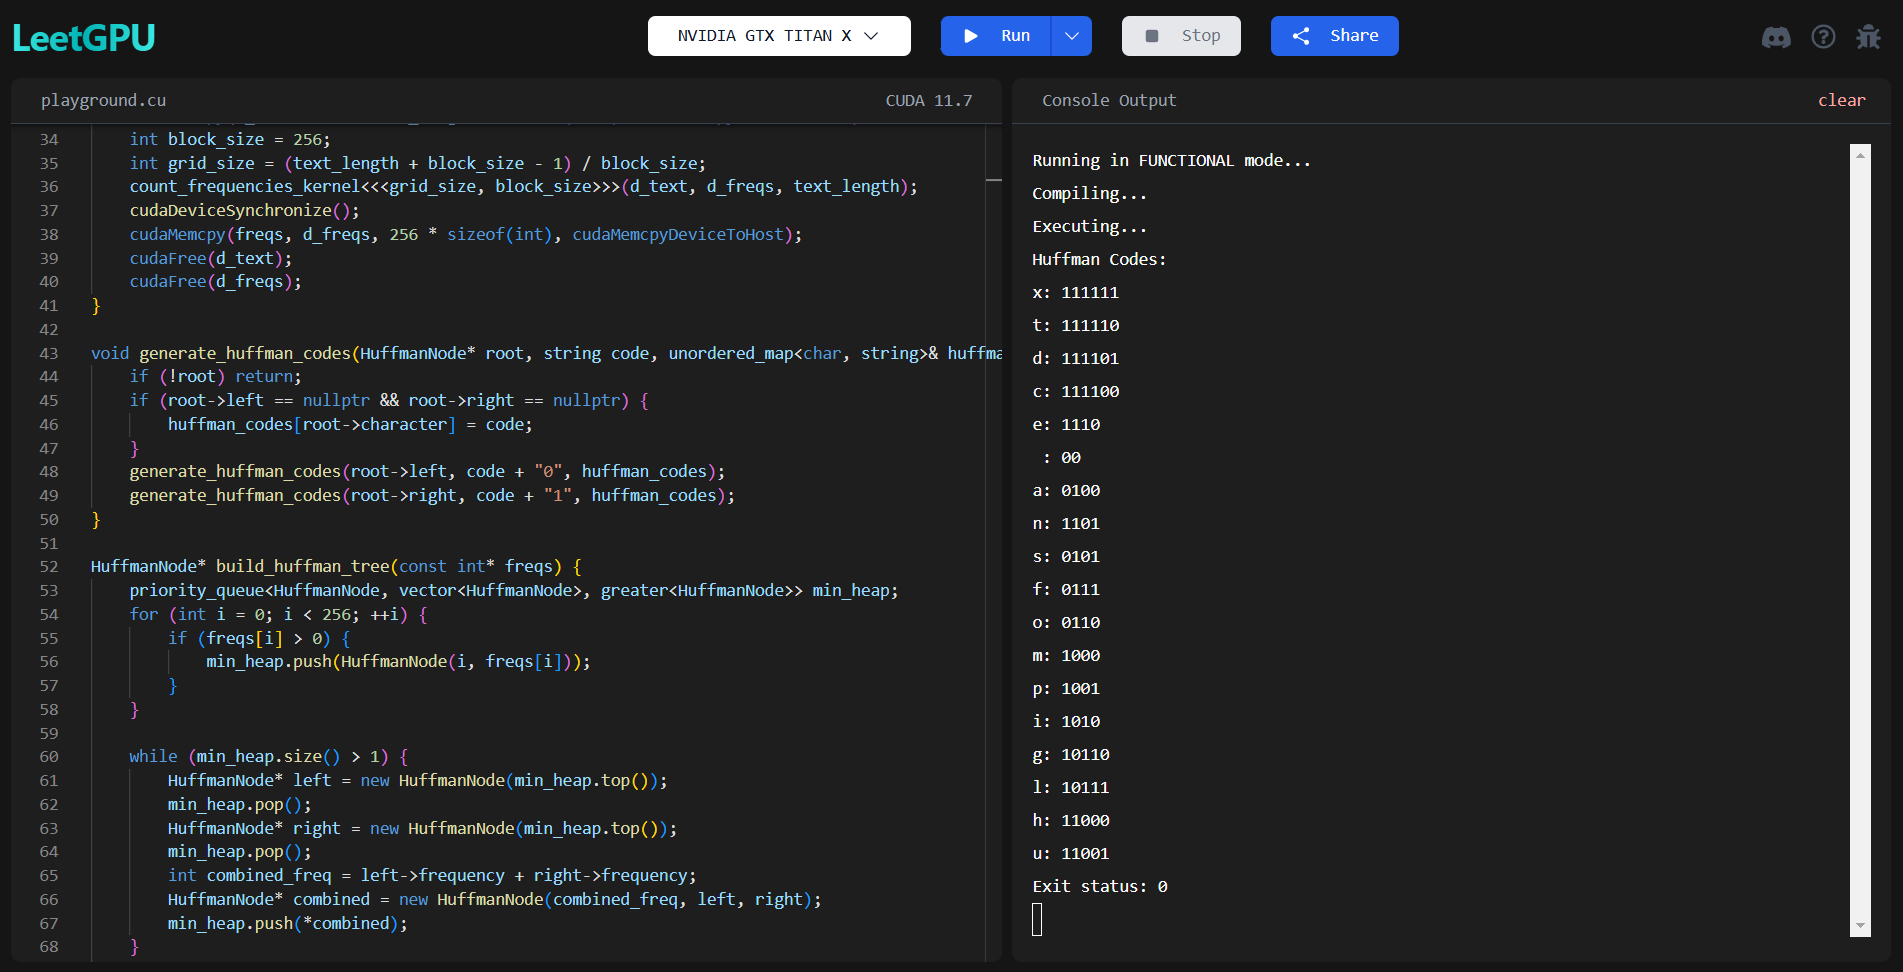 LeetGPU
NVIDIA GTX TITAN X
Run
Stop
Share
playground.cu
CUDA 11.7
34 int block_size = 256;
35 int grid_size = (text_length + block_size - 1) / block_size;
36 count_frequencies_kernel<<<grid_size, block_size>>>(d_text, d_freqs, text_length);
37 cudaDeviceSynchronize();
38 cudaMemcpy(freqs, d_freqs, 256 * sizeof(int), cudaMemcpyDeviceToHost);
39 cudaFree(d_text);
40 cudaFree(d_freqs);
41 }
42
43 void generate_huffman_codes(HuffmanNode* root, string code, unordered_map<char, string>& huffma
44 if (!root) return;
45 if (root->left == nullptr && root->right == nullptr) {
46 huffman_codes[root->character] = code;
47 }
48 generate_huffman_codes(root->left, code + "0", huffman_codes);
49 generate_huffman_codes(root->right, code + "1", huffman_codes);
50 }
51
52 HuffmanNode* build_huffman_tree(const int* freqs) {
53 priority_queue<HuffmanNode, vector<HuffmanNode>, greater<HuffmanNode>> min_heap;
54 for (int i = 0; i < 256; ++i) {
55 if (freqs[i] > 0) {
56 min_heap.push(HuffmanNode(i, freqs[i]));
57 }
58 }
59
60 while (min_heap.size() > 1) {
61 HuffmanNode* left = new HuffmanNode(min_heap.top());
62 min_heap.pop();
63 HuffmanNode* right = new HuffmanNode(min_heap.top());
64 min_heap.pop();
65 int combined_freq = left->frequency + right->frequency;
66 HuffmanNode* combined = new HuffmanNode(combined_freq, left, right);
67 min_heap.push(*combined);
68 }
Console Output
clear
Running in FUNCTIONAL mode...
Compiling...
Executing...
Huffman Codes:
x: 111111
t: 111110
d: 111101
c: 111100
e: 1110
 : 00
a: 0100
n: 1101
s: 0101
f: 0111
o: 0110
m: 1000
p: 1001
i: 1010
g: 10110
l: 10111
h: 11000
u: 11001
Exit status: 0